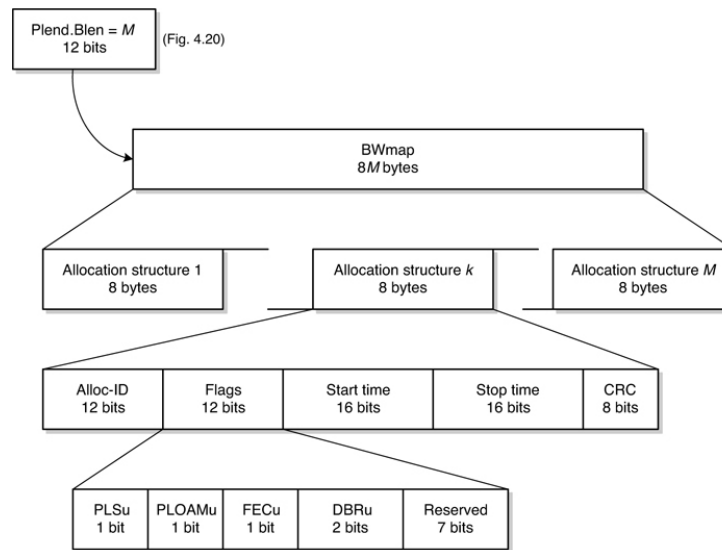 Plend.Blen = M
12 bits
(Fig. 4.20)
BWmap
8M bytes
Allocation structure 1
8 bytes
Allocation structure k
8 bytes
Allocation structure M
8 bytes
Alloc-ID
12 bits
Flags
12 bits
Start time
16 bits
Stop time
16 bits
CRC
8 bits
PLSu
1 bit
PLOAMu
1 bit
FECu
1 bit
DBRu
2 bits
Reserved
7 bits